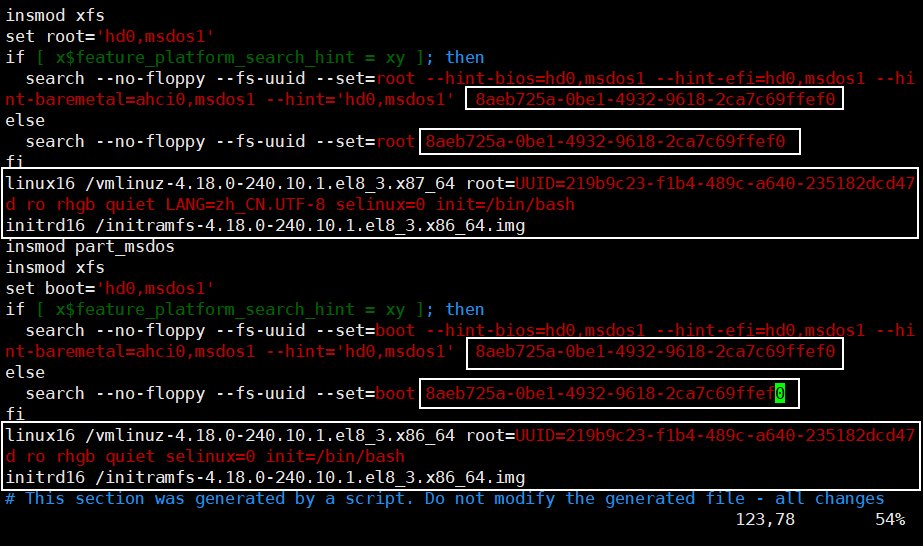 insmod xfs
set root='hd0,msdos1'
if [ x$feature_platform_search_hint = xy ]; then
  search --no-floppy --fs-uuid --set=root --hint-bios=hd0,msdos1 --hint-efi=hd0,msdos1 --hi
nt-baremetal=ahci0,msdos1 --hint='hd0,msdos1'  8aeb725a-0be1-4932-9618-2ca7c69ffef0
else
  search --no-floppy --fs-uuid --set=root 8aeb725a-0be1-4932-9618-2ca7c69ffef0
fi
linux16 /vmlinuz-4.18.0-240.10.1.el8_3.x87_64 root=UUID=219b9c23-f1b4-489c-a640-235182dcd47
d ro rhgb quiet LANG=zh_CN.UTF-8 selinux=0 init=/bin/bash
initrd16 /initramfs-4.18.0-240.10.1.el8_3.x86_64.img
insmod part_msdos
insmod xfs
set boot='hd0,msdos1'
if [ x$feature_platform_search_hint = xy ]; then
  search --no-floppy --fs-uuid --set=boot --hint-bios=hd0,msdos1 --hint-efi=hd0,msdos1 --hi
nt-baremetal=ahci0,msdos1 --hint='hd0,msdos1'  8aeb725a-0be1-4932-9618-2ca7c69ffef0
else
  search --no-floppy --fs-uuid --set=boot 8aeb725a-0be1-4932-9618-2ca7c69ffef0
fi
linux16 /vmlinuz-4.18.0-240.10.1.el8_3.x86_64 root=UUID=219b9c23-f1b4-489c-a640-235182dcd47
d ro rhgb quiet selinux=0 init=/bin/bash
initrd16 /initramfs-4.18.0-240.10.1.el8_3.x86_64.img
# This section was generated by a script. Do not modify the generated file - all changes
123,78 54%